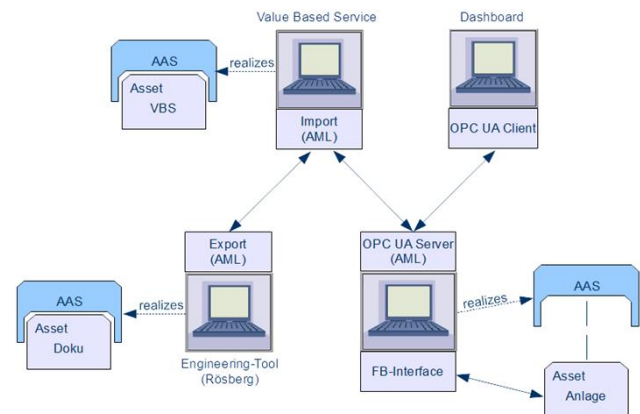 Value Based Service
Dashboard
AAS
realizes
Asset
VBS
Import
(AML)
OPC UA Client
Export
(AML)
OPC UA Server
(AML)
AAS
realizes
Asset
Doku
realizes
AAS
Engineering-Tool
(Rösberg)
FB-Interface
Asset
Anlage